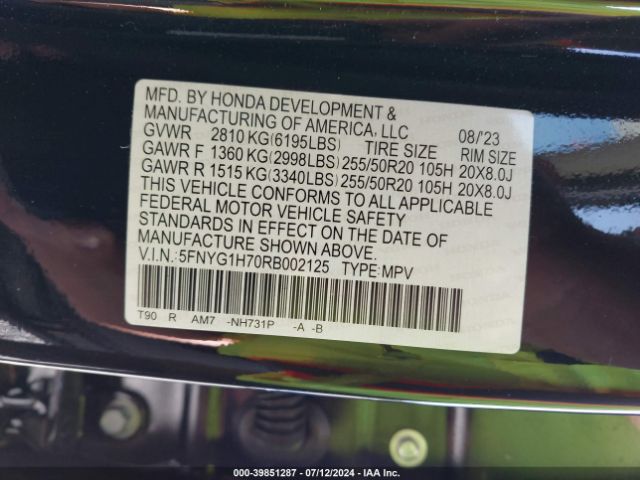 MFD. BY HONDA DEVELOPMENT &
MANUFACTURING OF AMERICA, LLC 08/'23
GVWR 2810 KG(6195LBS) TIRE SIZE RIM SIZE
GAWR F 1360 KG(2998LBS) 255/50R20 105H 20X8.0J
GAWR R 1515 KG(3340LBS) 255/50R20 105H 20X8.0J
THIS VEHICLE CONFORMS TO ALL APPLICABLE
FEDERAL MOTOR VEHICLE SAFETY
STANDARDS IN EFFECT ON THE DATE OF
MANUFACTURE SHOWN ABOVE.
V.I.N.:5FNYG1H70RB002125 TYPE:MPV
T90 R AM7 -NH731P -A -B
000-39851287 - 07/12/2024 - IAA Inc.